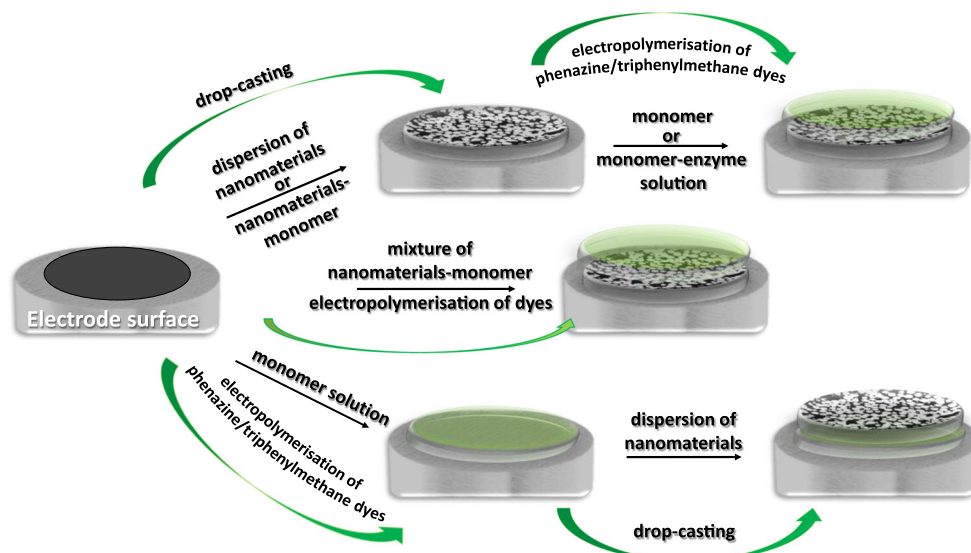 drop-casting
dispersion of
nanomaterials
or
nanomaterials-
monomer
electropolymerisation of
phenazine/triphenylmethane dyes
monomer
or
monomer-enzyme
solution
mixture of
nanomaterials-monomer
electropolymerisation of dyes
Electrode surface
monomer solution
electropolymerisation of
phenazine/triphenylmethane dyes
dispersion of
nanomaterials
drop-casting